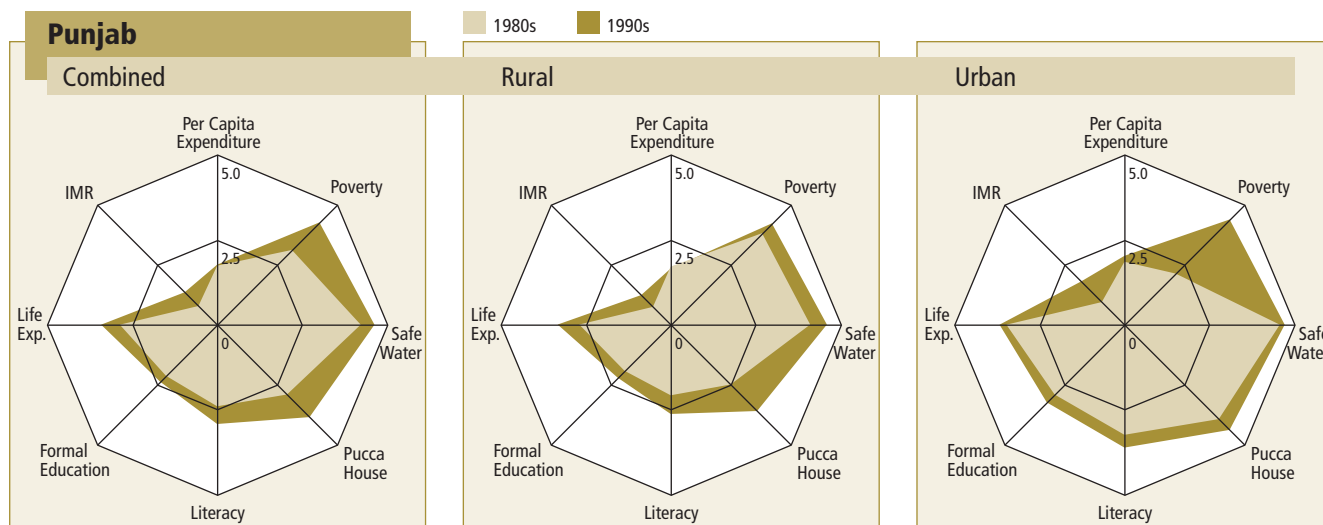 Punjab
1980s
1990s
Combined
Rural
Urban
Per Capita
Expenditure
Poverty
Safe
Water
Pucca
House
Literacy
Formal
Education
Life
Exp.
IMR
5.0
2.5
0
Per Capita
Expenditure
Poverty
Safe
Water
Pucca
House
Literacy
Formal
Education
Life
Exp.
IMR
5.0
2.5
0
Per Capita
Expenditure
Poverty
Safe
Water
Pucca
House
Literacy
Formal
Education
Life
Exp.
IMR
5.0
2.5
0